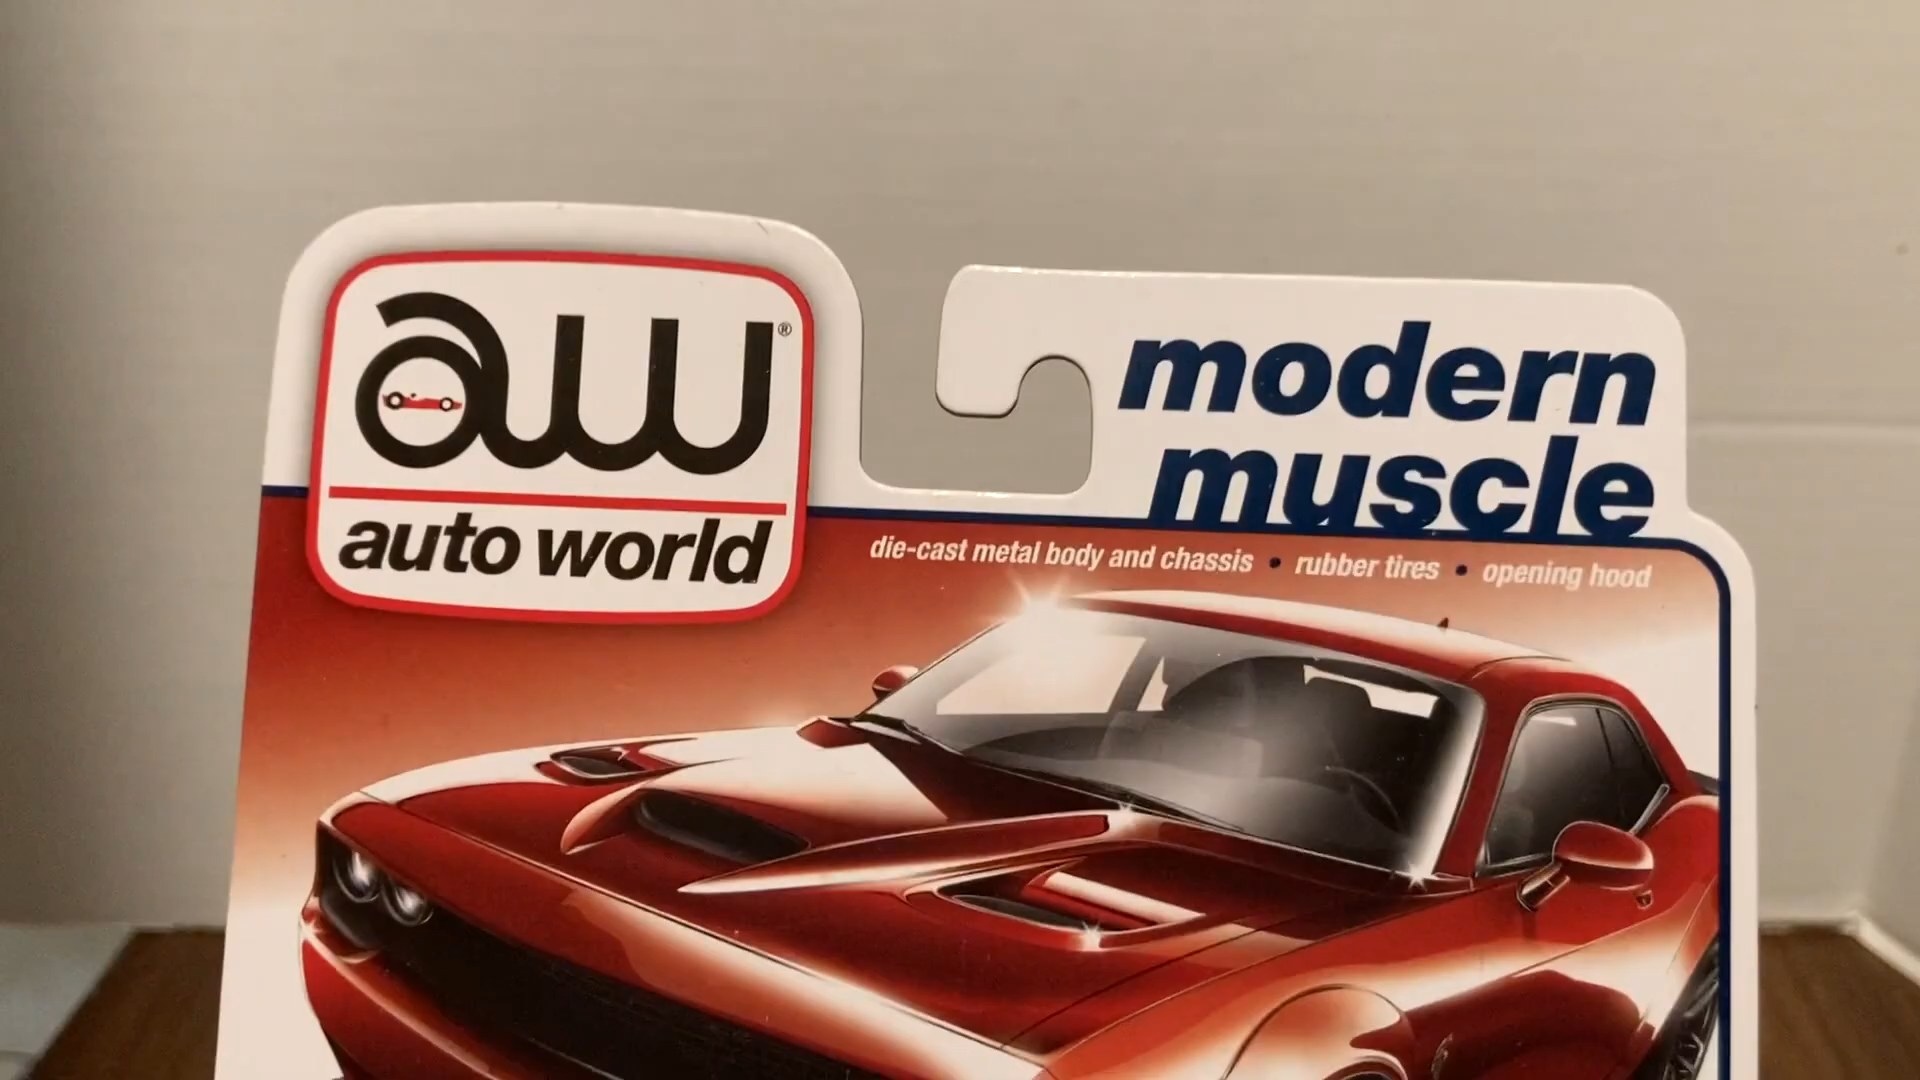 aw®
auto world
modern
muscle
die-cast metal body and chassis • rubber tires • opening hood